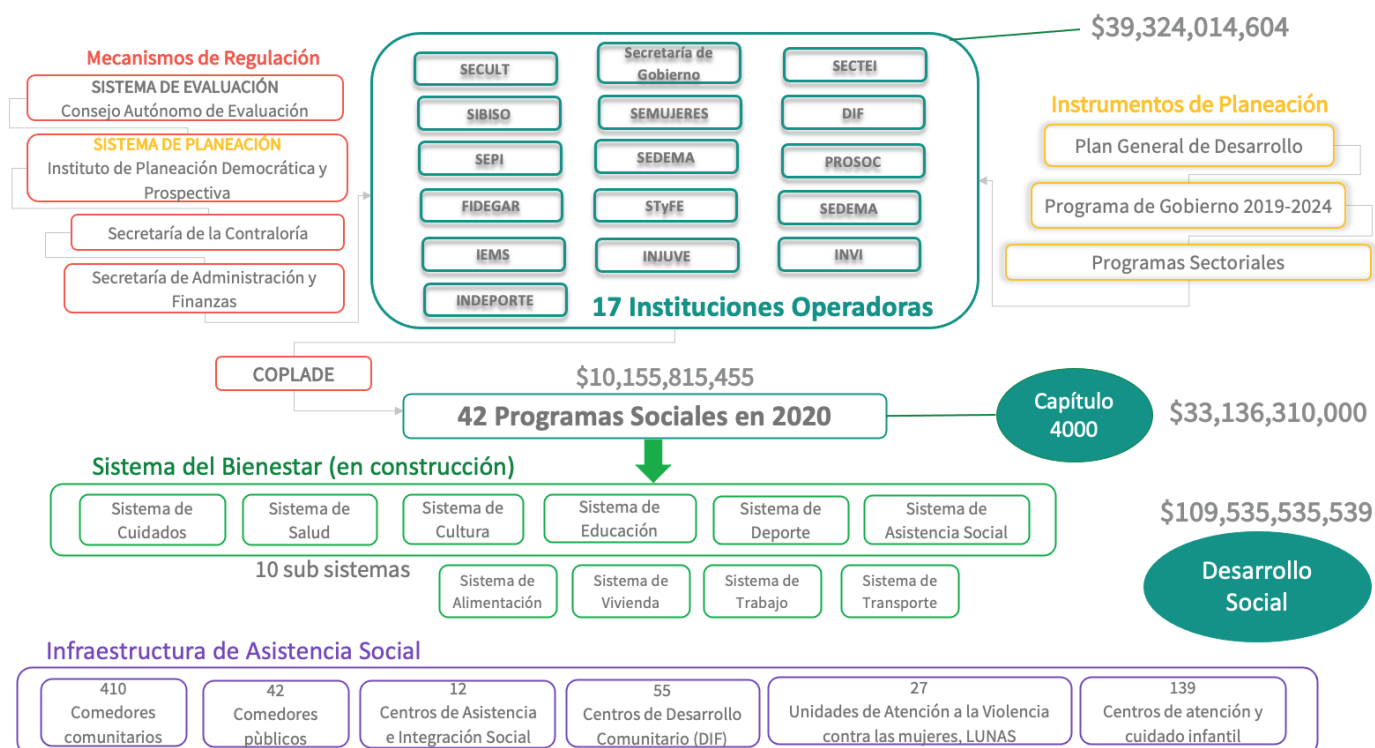 $39,324,014,604
Mecanismos de Regulación
SISTEMA DE EVALUACIÓN
Consejo Autónomo de Evaluación
SISTEMA DE PLANEACIÓN
Instituto de Planeación Democrática y
Prospectiva
Secretaría de la Contraloría
Secretaría de Administración y
Finanzas
SECULT
Secretaría de
Gobierno
SECTEI
SIBISO
SEMUJERES
DIF
SEPI
SEDEMA
PROSOC
FIDEGAR
STyFE
SEDEMA
IEMS
INJUVE
INVI
INDEPORTE
17 Instituciones Operadoras
Instrumentos de Planeación
Plan General de Desarrollo
Programa de Gobierno 2019-2024
Programas Sectoriales
COPLADE
$10,155,815,455
42 Programas Sociales en 2020
Capítulo
4000
$33,136,310,000
Sistema del Bienestar (en construcción)
Sistema de
Cuidados
Sistema de
Salud
Sistema de
Cultura
Sistema de
Educación
Sistema de
Deporte
Sistema de
Asistencia Social
10 sub sistemas
Sistema de
Alimentación
Sistema de
Vivienda
Sistema de
Trabajo
Sistema de
Transporte
$109,535,535,539
Desarrollo
Social
Infraestructura de Asistencia Social
410
Comedores
comunitarios
42
Comedores
pùblicos
12
Centros de Asistencia
e Integración Social
55
Centros de Desarrollo
Comunitario (DIF)
27
Unidades de Atención a la Violencia
contra las mujeres, LUNAS
139
Centros de atención y
cuidado infantil